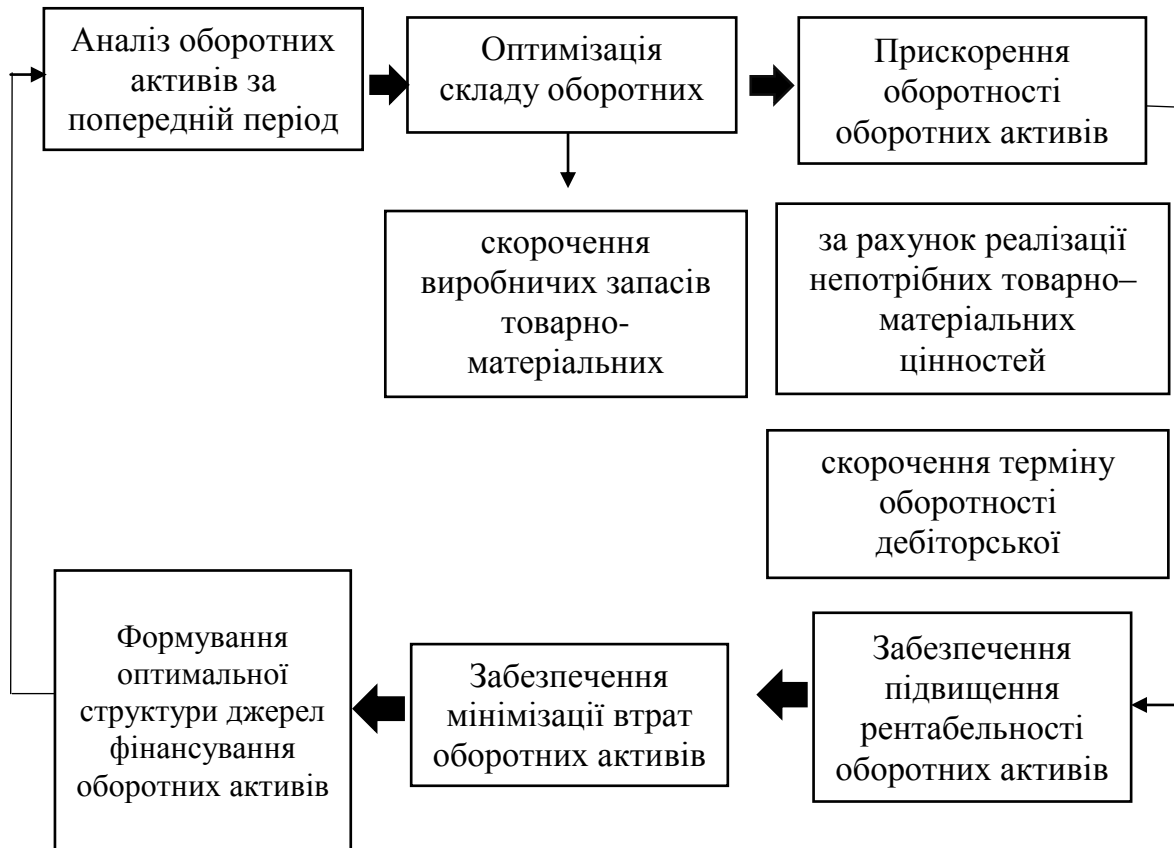 Аналіз оборотних
активів за
попередній період
Оптимізація
складу оборотних
Прискорення
оборотності
оборотних активів
скорочення
виробничих запасів
товарно-
матеріальних
за рахунок реалізації
непотрібних товарно–
матеріальних
цінностей
скорочення терміну
оборотності
дебіторської
Забезпечення
підвищення
рентабельності
оборотних активів
Забезпечення
мінімізації втрат
оборотних активів
Формування
оптимальної
структури джерел
фінансування
оборотних активів